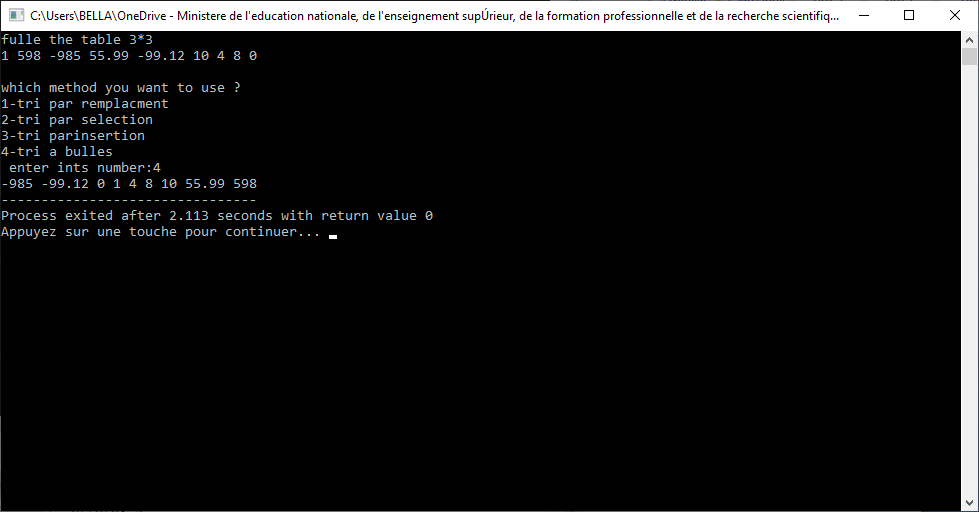 C:\Users\BELLA\OneDrive - Ministere de l'education nationale, de l'enseignement supÚrieur, de la formation professionnelle et de la recherche scientifiq...
fulle the table 3*3
1 598 -985 55.99 -99.12 10 4 8 0
which method you want to use ?
1-tri par remplacment
2-tri par selection
3-tri parinsertion
4-tri a bulles
enter ints number:4
-985 -99.12 0 1 4 8 10 55.99 598
--------------------------------
Process exited after 2.113 seconds with return value 0
Appuyez sur une touche pour continuer...